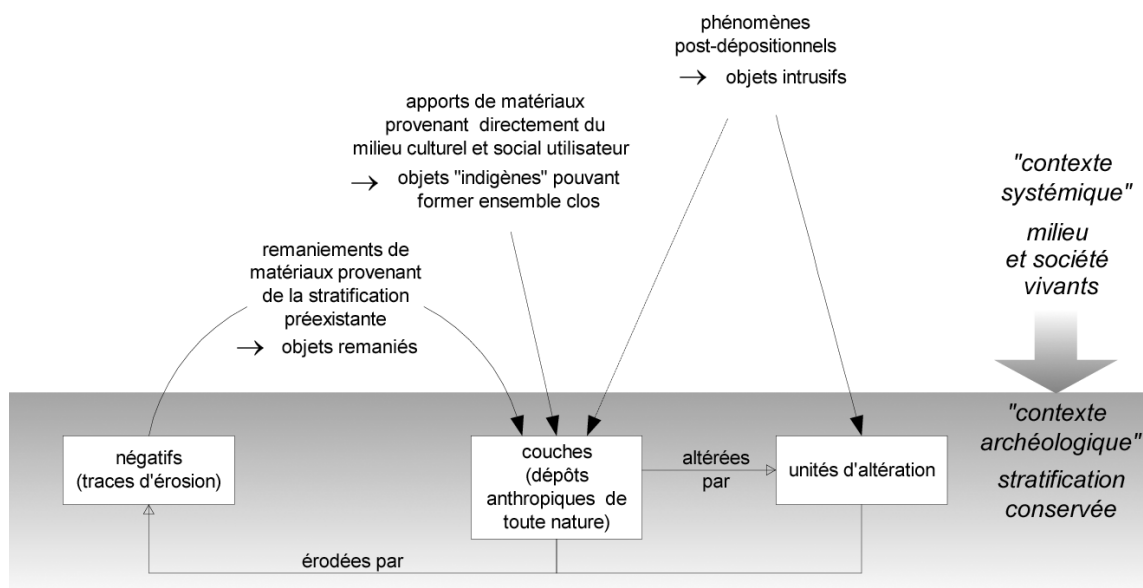 phénomènes
post-dépositionnels
→ objets intrusifs
apports de matériaux
provenant directement du
milieu culturel et social utilisateur
→ objets "indigènes" pouvant
former ensemble clos
remaniements de
matériaux provenant
de la stratification
préexistante
→ objets remaniés
"contexte
systémique"
milieu
et société
vivants
"contexte
archéologique"
stratification
conservée
négatifs
(traces d'érosion)
couches
(dépôts
anthropiques de
toute nature)
altérées
par
unités d'altération
érodées par